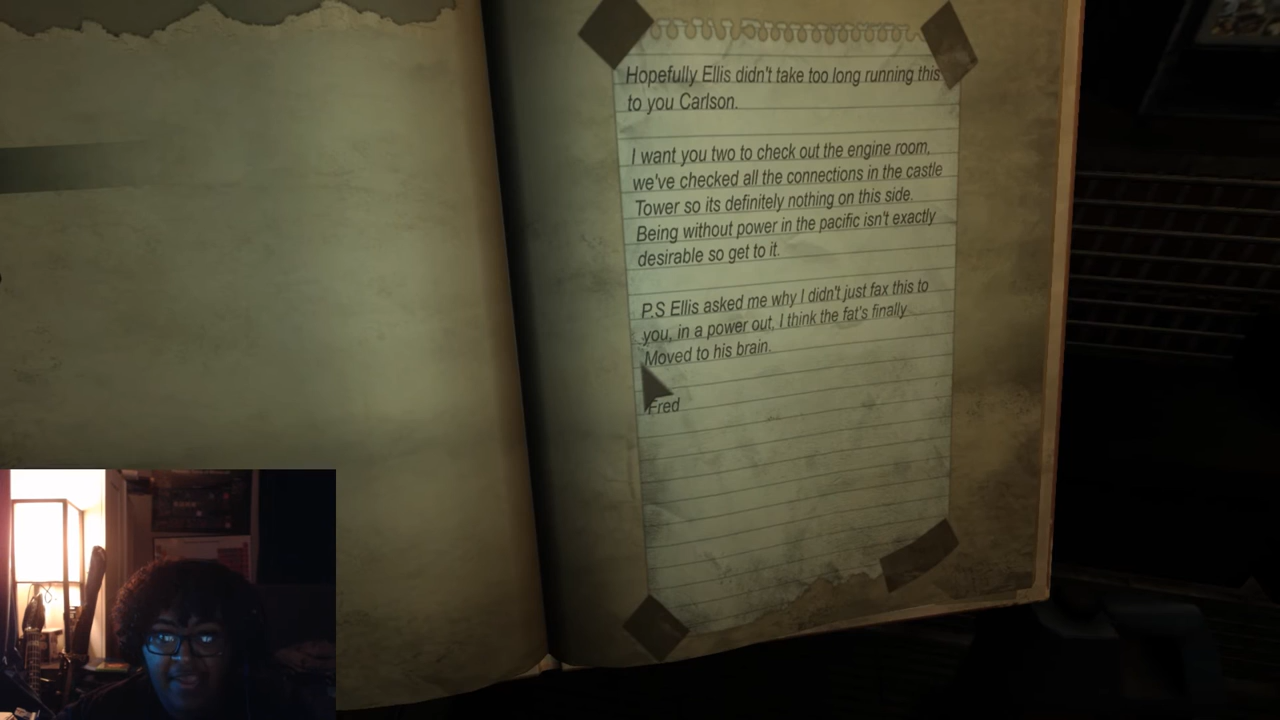 Hopefully Ellis didn't take too long running this
to you Carlson.
I want you two to check out the engine room,
we've checked all the connections in the castle
Tower so its definitely nothing on this side.
Being without power in the pacific isn't exactly
desirable so get to it.
P.S Ellis asked me why I didn't just fax this to
you, in a power out, I think the fat's finally
Moved to his brain.
Fred